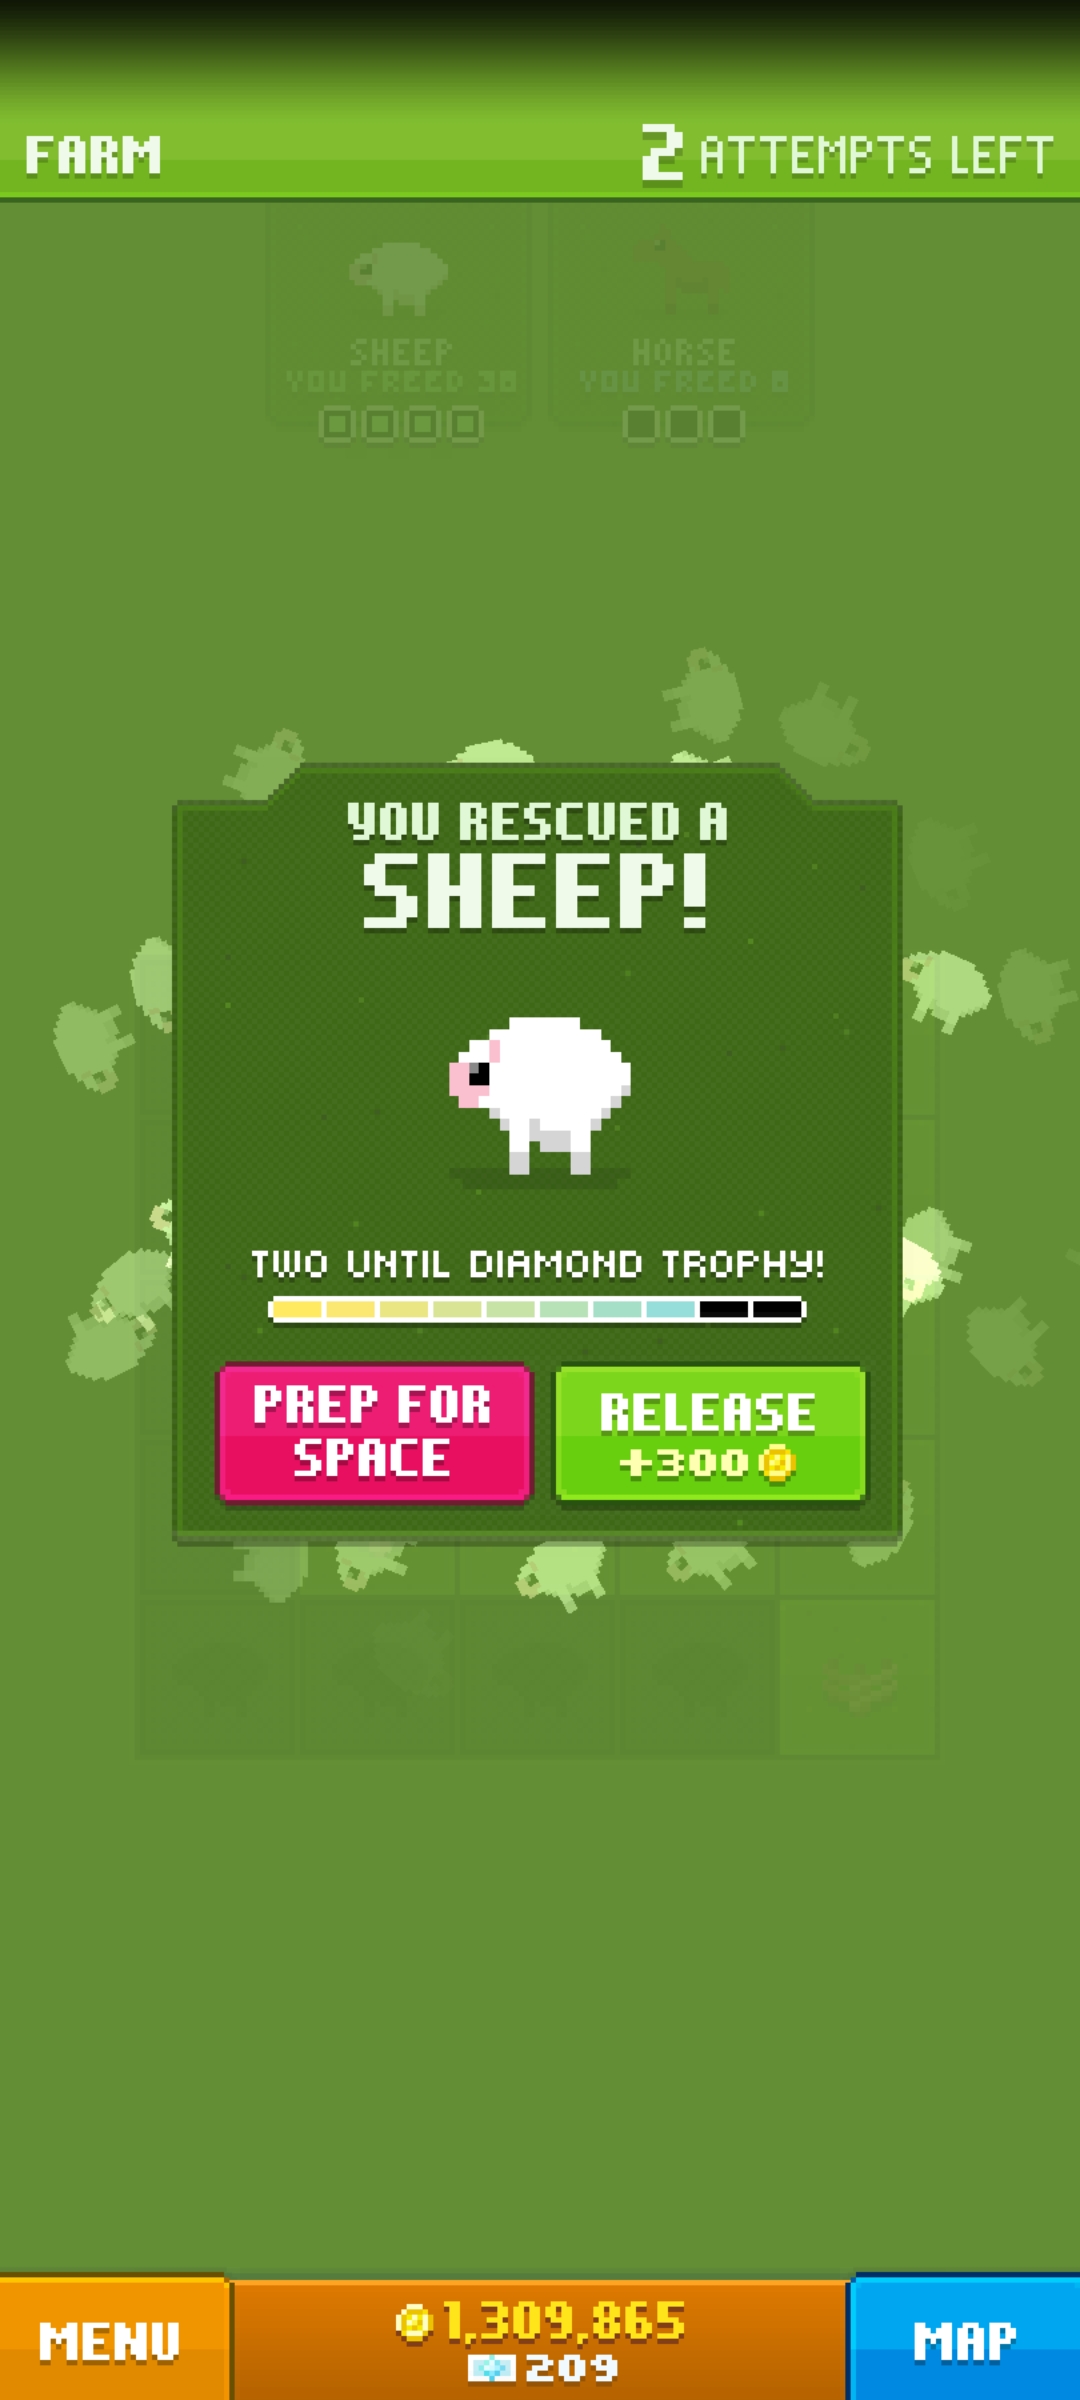 FARM
2 ATTEMPTS LEFT
SHEEP
HORSE
YOU FREED 38
YOU FREED 8
YOU RESCUED A
SHEEP!
TWO UNTIL DIAMOND TROPHY!
PREP FOR
SPACE
RELEASE
+300
MENU
1,309,865
209
MAP